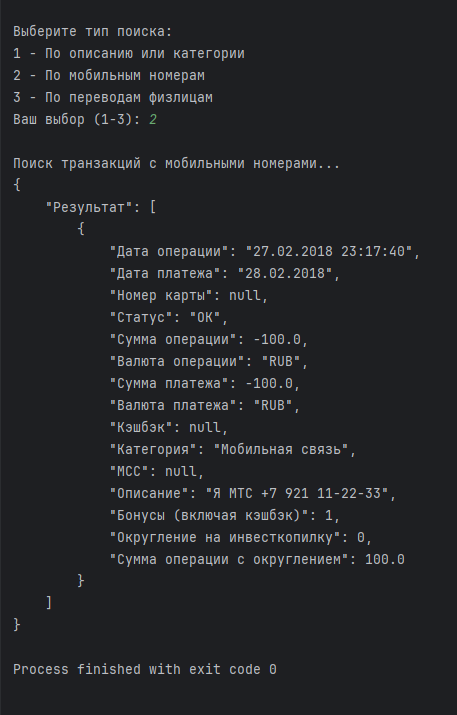 Выберите тип поиска:
1 - По описанию или категории
2 - По мобильным номерам
3 - По переводам физлицам
Ваш выбор (1-3): 2
Поиск транзакций с мобильными номерами...
{
    "Результат": [
        {
            "Дата операции": "27.02.2018 23:17:40",
            "Дата платежа": "28.02.2018",
            "Номер карты": null,
            "Статус": "OK",
            "Сумма операции": -100.0,
            "Валюта операции": "RUB",
            "Сумма платежа": -100.0,
            "Валюта платежа": "RUB",
            "Кэшбэк": null,
            "Категория": "Мобильная связь",
            "MCC": null,
            "Описание": "Я МТС +7 921 11-22-33",
            "Бонусы (включая кэшбэк)": 1,
            "Округление на инвесткопилку": 0,
            "Сумма операции с округлением": 100.0
        }
    ]
}
Process finished with exit code 0